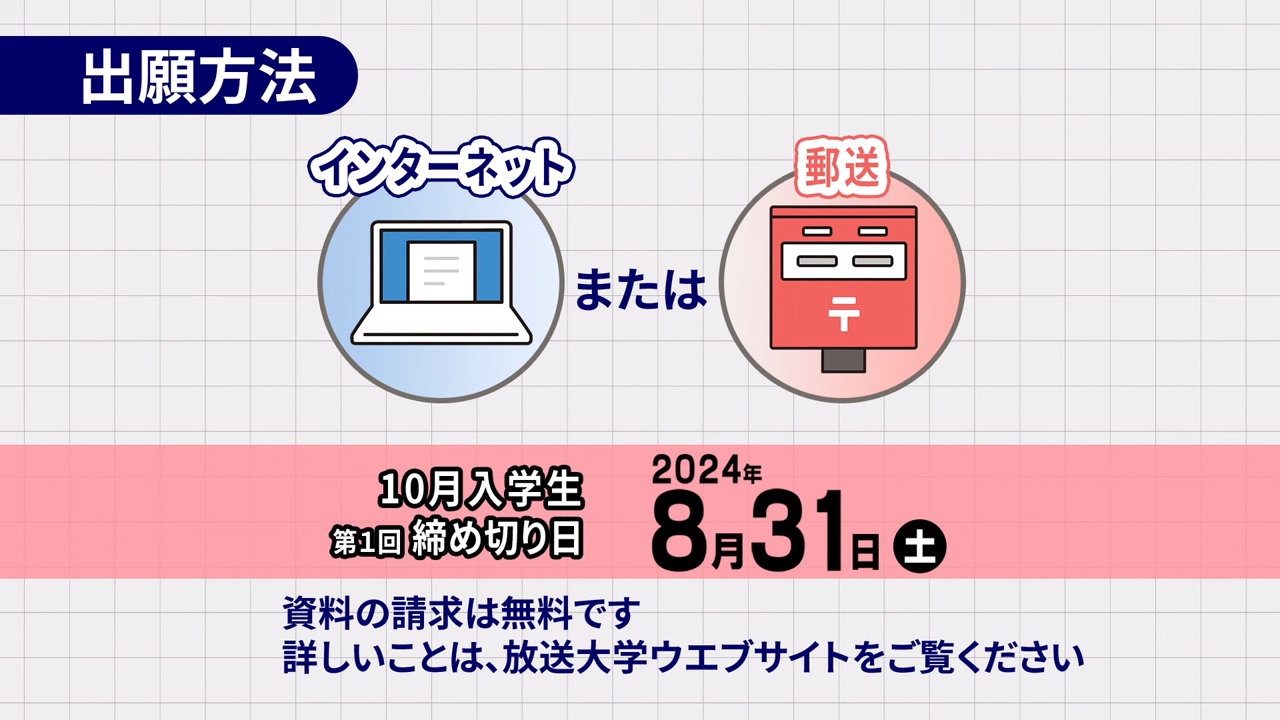 出願方法
インターネット
または
郵送
10月入学生
第1回 締め切り日
2024年
8月31日 土
資料の請求は無料です
詳しいことは、放送大学ウエブサイトをご覧ください